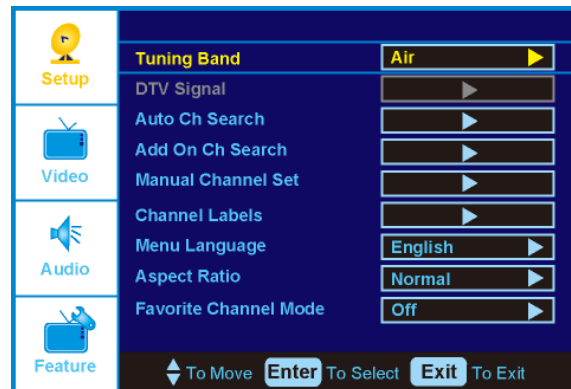 Setup
Video
Audio
Feature
Tuning Band Air
DTV Signal
Auto Ch Search
Add On Ch Search
Manual Channel Set
Channel Labels
Menu Language English
Aspect Ratio Normal
Favorite Channel Mode Off
To Move Enter To Select Exit To Exit